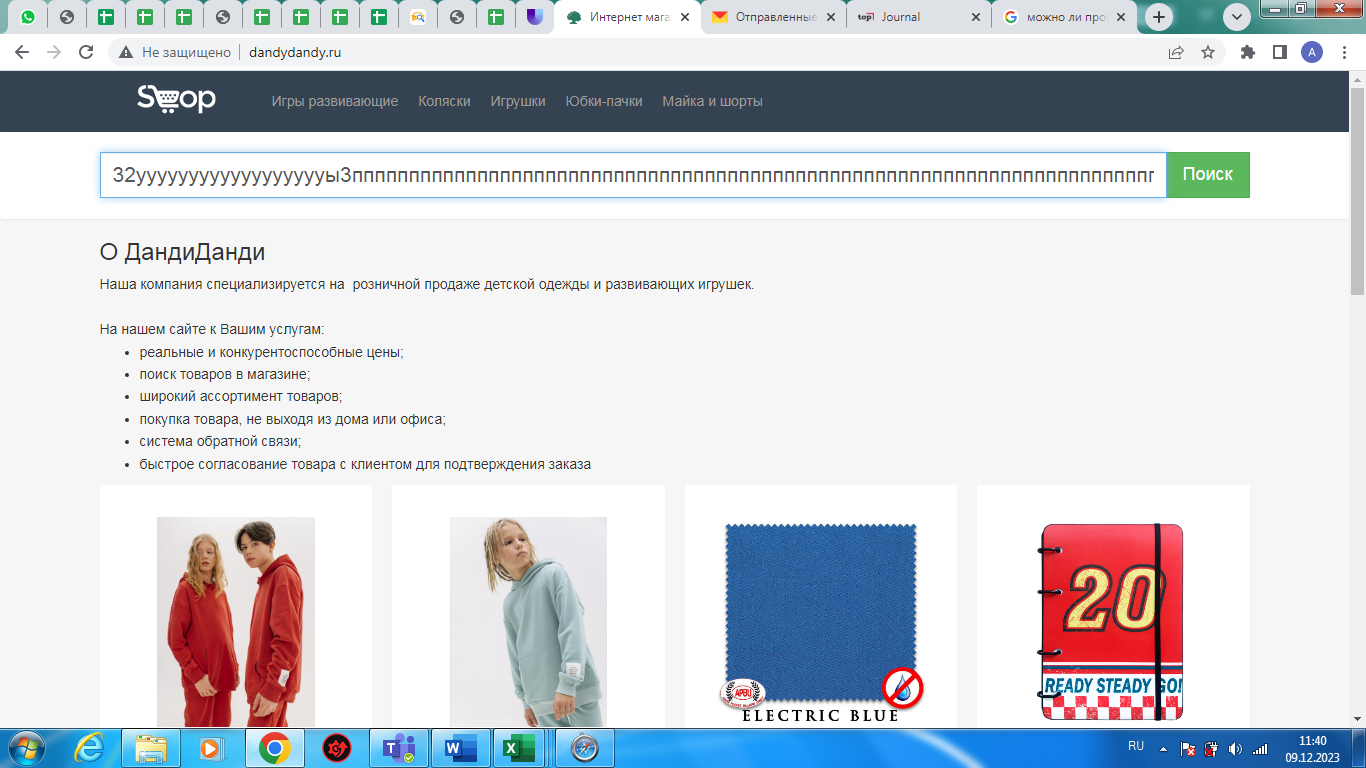 Интернет мага
Отправленные
topπ Journal
можно ли про
Не защищено
dandydandy.ru
A
Shop
Игры развивающие
Коляски
Игрушки
Юбки-пачки
Майка и шорты
Поиск
О ДандиДанди
Наша компания специализируется на розничной продаже детской одежды и развивающих игрушек.
На нашем сайте к Вашим услугам:
реальные и конкурентоспособные цены;
поиск товаров в магазине;
широкий ассортимент товаров;
покупка товара, не выходя из дома или офиса;
система обратной связи;
быстрое согласование товара с клиентом для подтверждения заказа
APBU
ELECTRIC BLUE
20
READY STEADY GO!
RU
11:40
09.12.2023